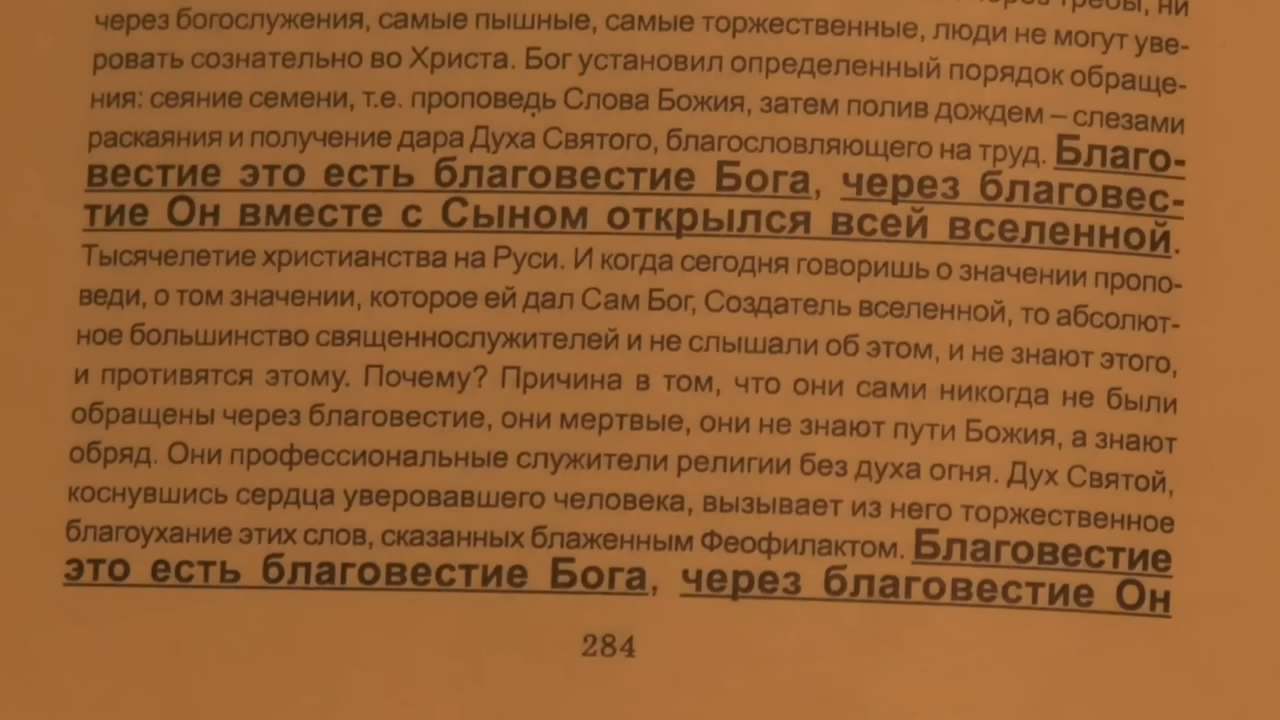 требы, ни
через богослужения, самые пышные, самые торжественные, люди не могут уве-
ровать сознательно во Христа. Бог установил определенный порядок обраще-
ния: сеяние семени, т.е. проповедь Слова Божия, затем полив дождем – слезами
раскаяния и получение дара Духа Святого, благословляющего на труд. Благо-
вестие это есть благовестие Бога, через благовес-
тие Он вместе с Сыном открылся всей вселенной.
Тысячелетие христианства на Руси. И когда сегодня говоришь о значении пропо-
веди, о том значении, которое ей дал Сам Бог, Создатель вселенной, то абсолют-
ное большинство священнослужителей и не слышали об этом, и не знают этого,
и противятся этому. Почему? Причина в том, что они сами никогда не были
обращены через благовестие, они мертвые, они не знают пути Божия, а знают
обряд. Они профессиональные служители религии без духа огня. Дух Святой,
коснувшись сердца уверовавшего человека, вызывает из него торжественное
благоухание этих слов, сказанных блаженным Феофилактом. Благовестие
это есть благовестие Бога, через благовестие Он
284